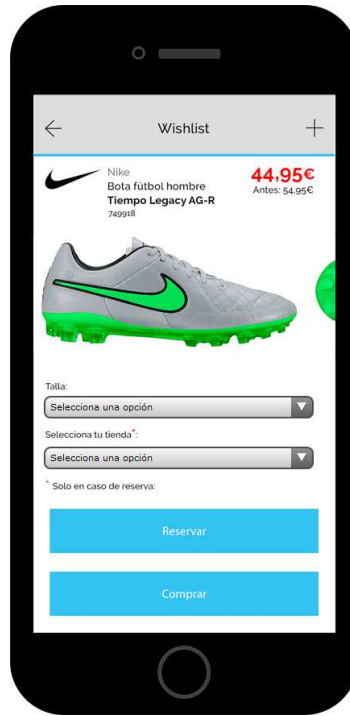 Wishlist
Nike
Bota fútbol hombre
Tiempo Legacy AG-R
749918
44,95€
Antes: 54,95€
Talla:
Selecciona una opción
Selecciona tu tienda*:
Selecciona una opción
* Solo en caso de reserva:
Reservar
Comprar